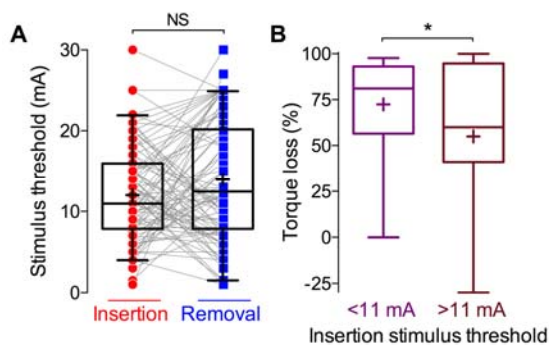 A
NS
Stimulus threshold (mA)
30
20
10
0
Insertion
Removal
B
*
Torque loss (%)
100
75
50
25
0
-25
<11 mA
>11 mA
Insertion stimulus threshold